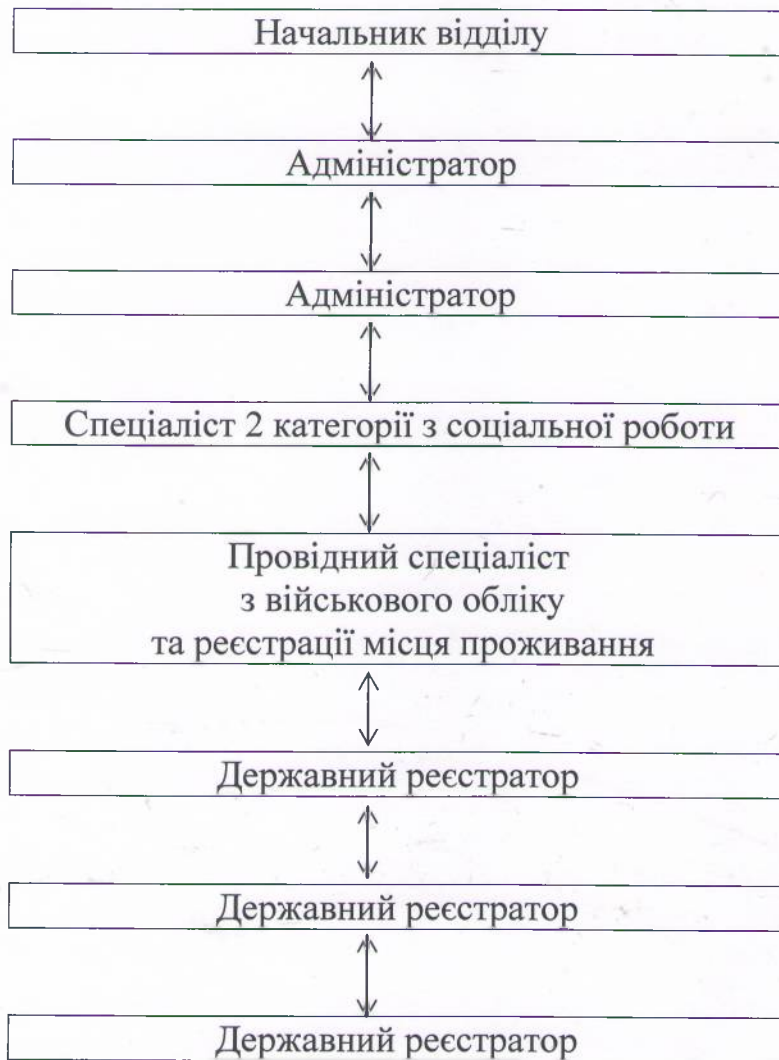 Начальник відділу
Адміністратор
Адміністратор
Спеціаліст 2 категорії з соціальної роботи
Провідний спеціаліст
з військового обліку
та реєстрації місця проживання
Державний реєстратор
Державний реєстратор
Державний реєстратор